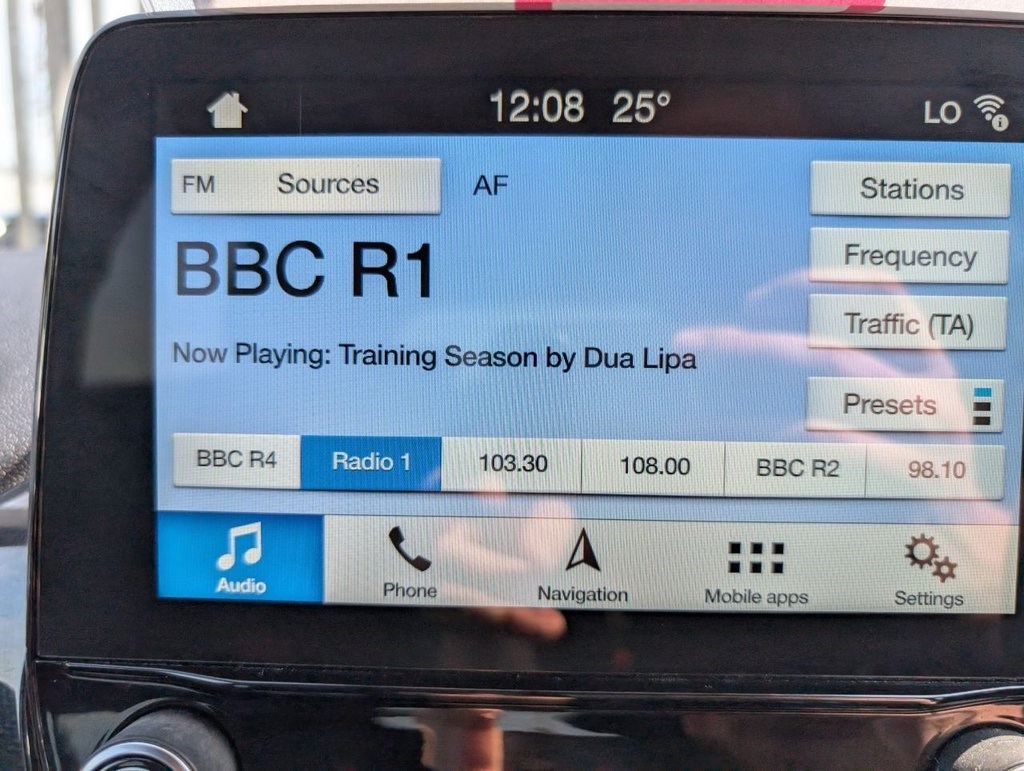 12:08 25° LO
FM Sources AF Stations
BBC R1
Frequency
Traffic (TA)
Now Playing: Training Season by Dua Lipa
Presets
BBC R4 Radio 1 103.30 108.00 BBC R2 98.10
Audio Phone Navigation Mobile apps Settings